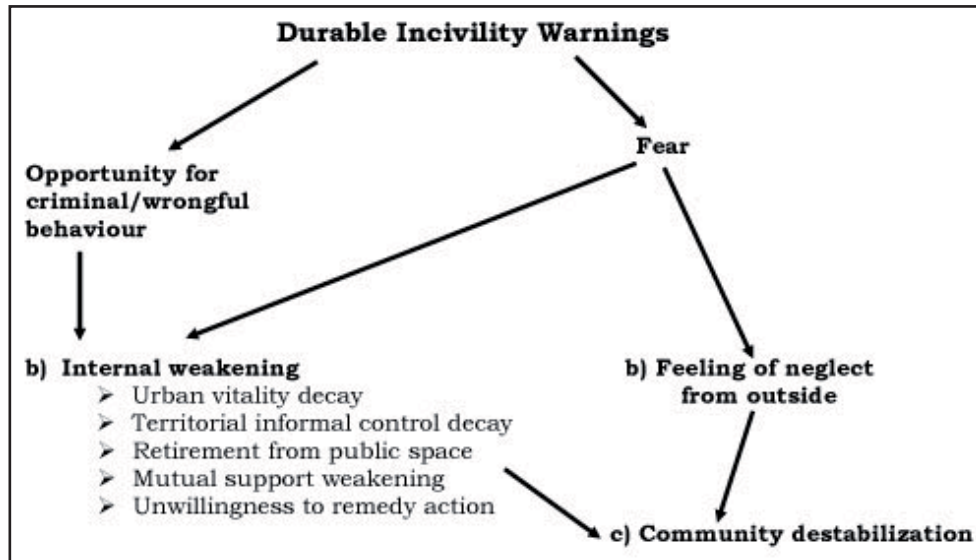 Durable Incivility Warnings
Fear
Opportunity for
criminal/wrongful
behaviour
b) Internal weakening
➢ Urban vitality decay
➢ Territorial informal control decay
➢ Retirement from public space
➢ Mutual support weakening
➢ Unwillingness to remedy action
b) Feeling of neglect
from outside
c) Community destabilization